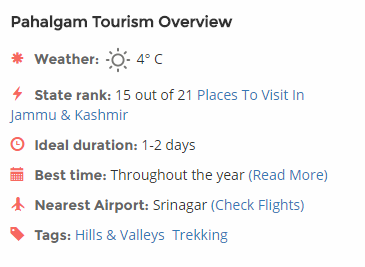 Pahalgam Tourism Overview
Weather: 4° C
State rank: 15 out of 21 Places To Visit In
Jammu & Kashmir
Ideal duration: 1-2 days
Best time: Throughout the year (Read More)
Nearest Airport: Srinagar (Check Flights)
Tags: Hills & Valleys Trekking